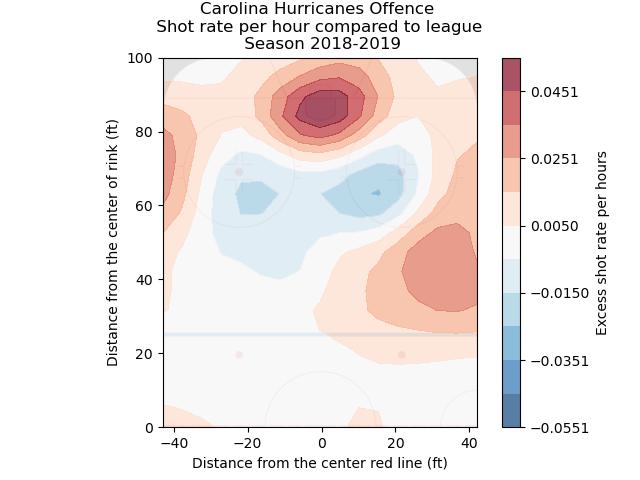 Carolina Hurricanes Offence
Shot rate per hour compared to league
Season 2018-2019
100
80
60
40
20
0
Distance from the center of rink (ft)
−40
−20
0
20
40
Distance from the center red line (ft)
0.0451
0.0251
0.0050
−0.0150
−0.0351
−0.0551
Excess shot rate per hours